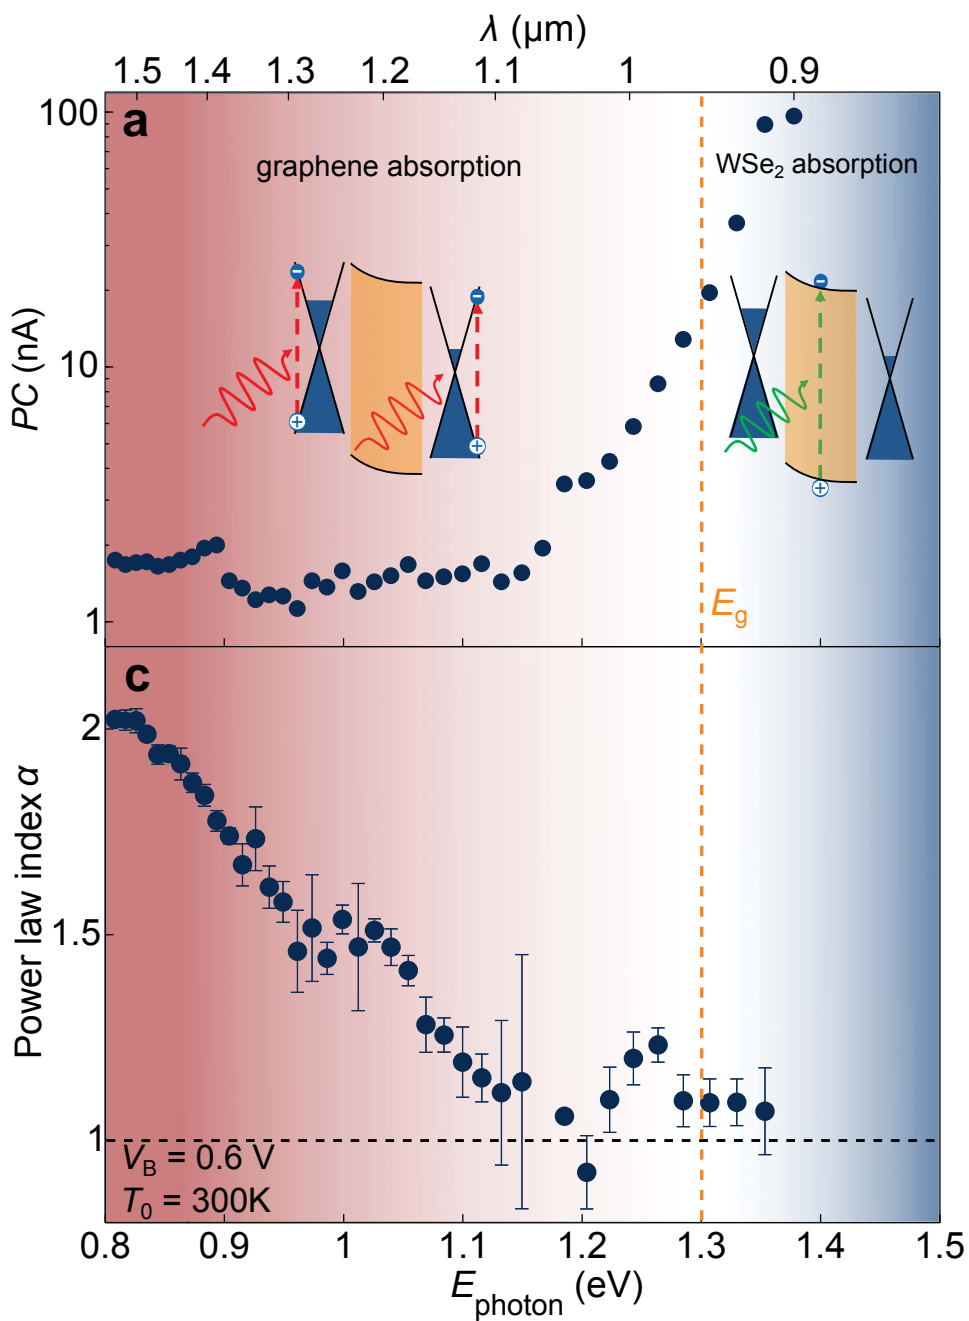 λ (μm)
1.5 1.4 1.3 1.2 1.1 1 0.9
a
graphene absorption
WSe₂ absorption
100
10
1
PC (nA)
− − −
+ + +
E_g
c
2
1.5
1
Power law index α
V_B = 0.6 V
T_0 = 300K
0.8 0.9 1 1.1 1.2 1.3 1.4 1.5
E_photon (eV)